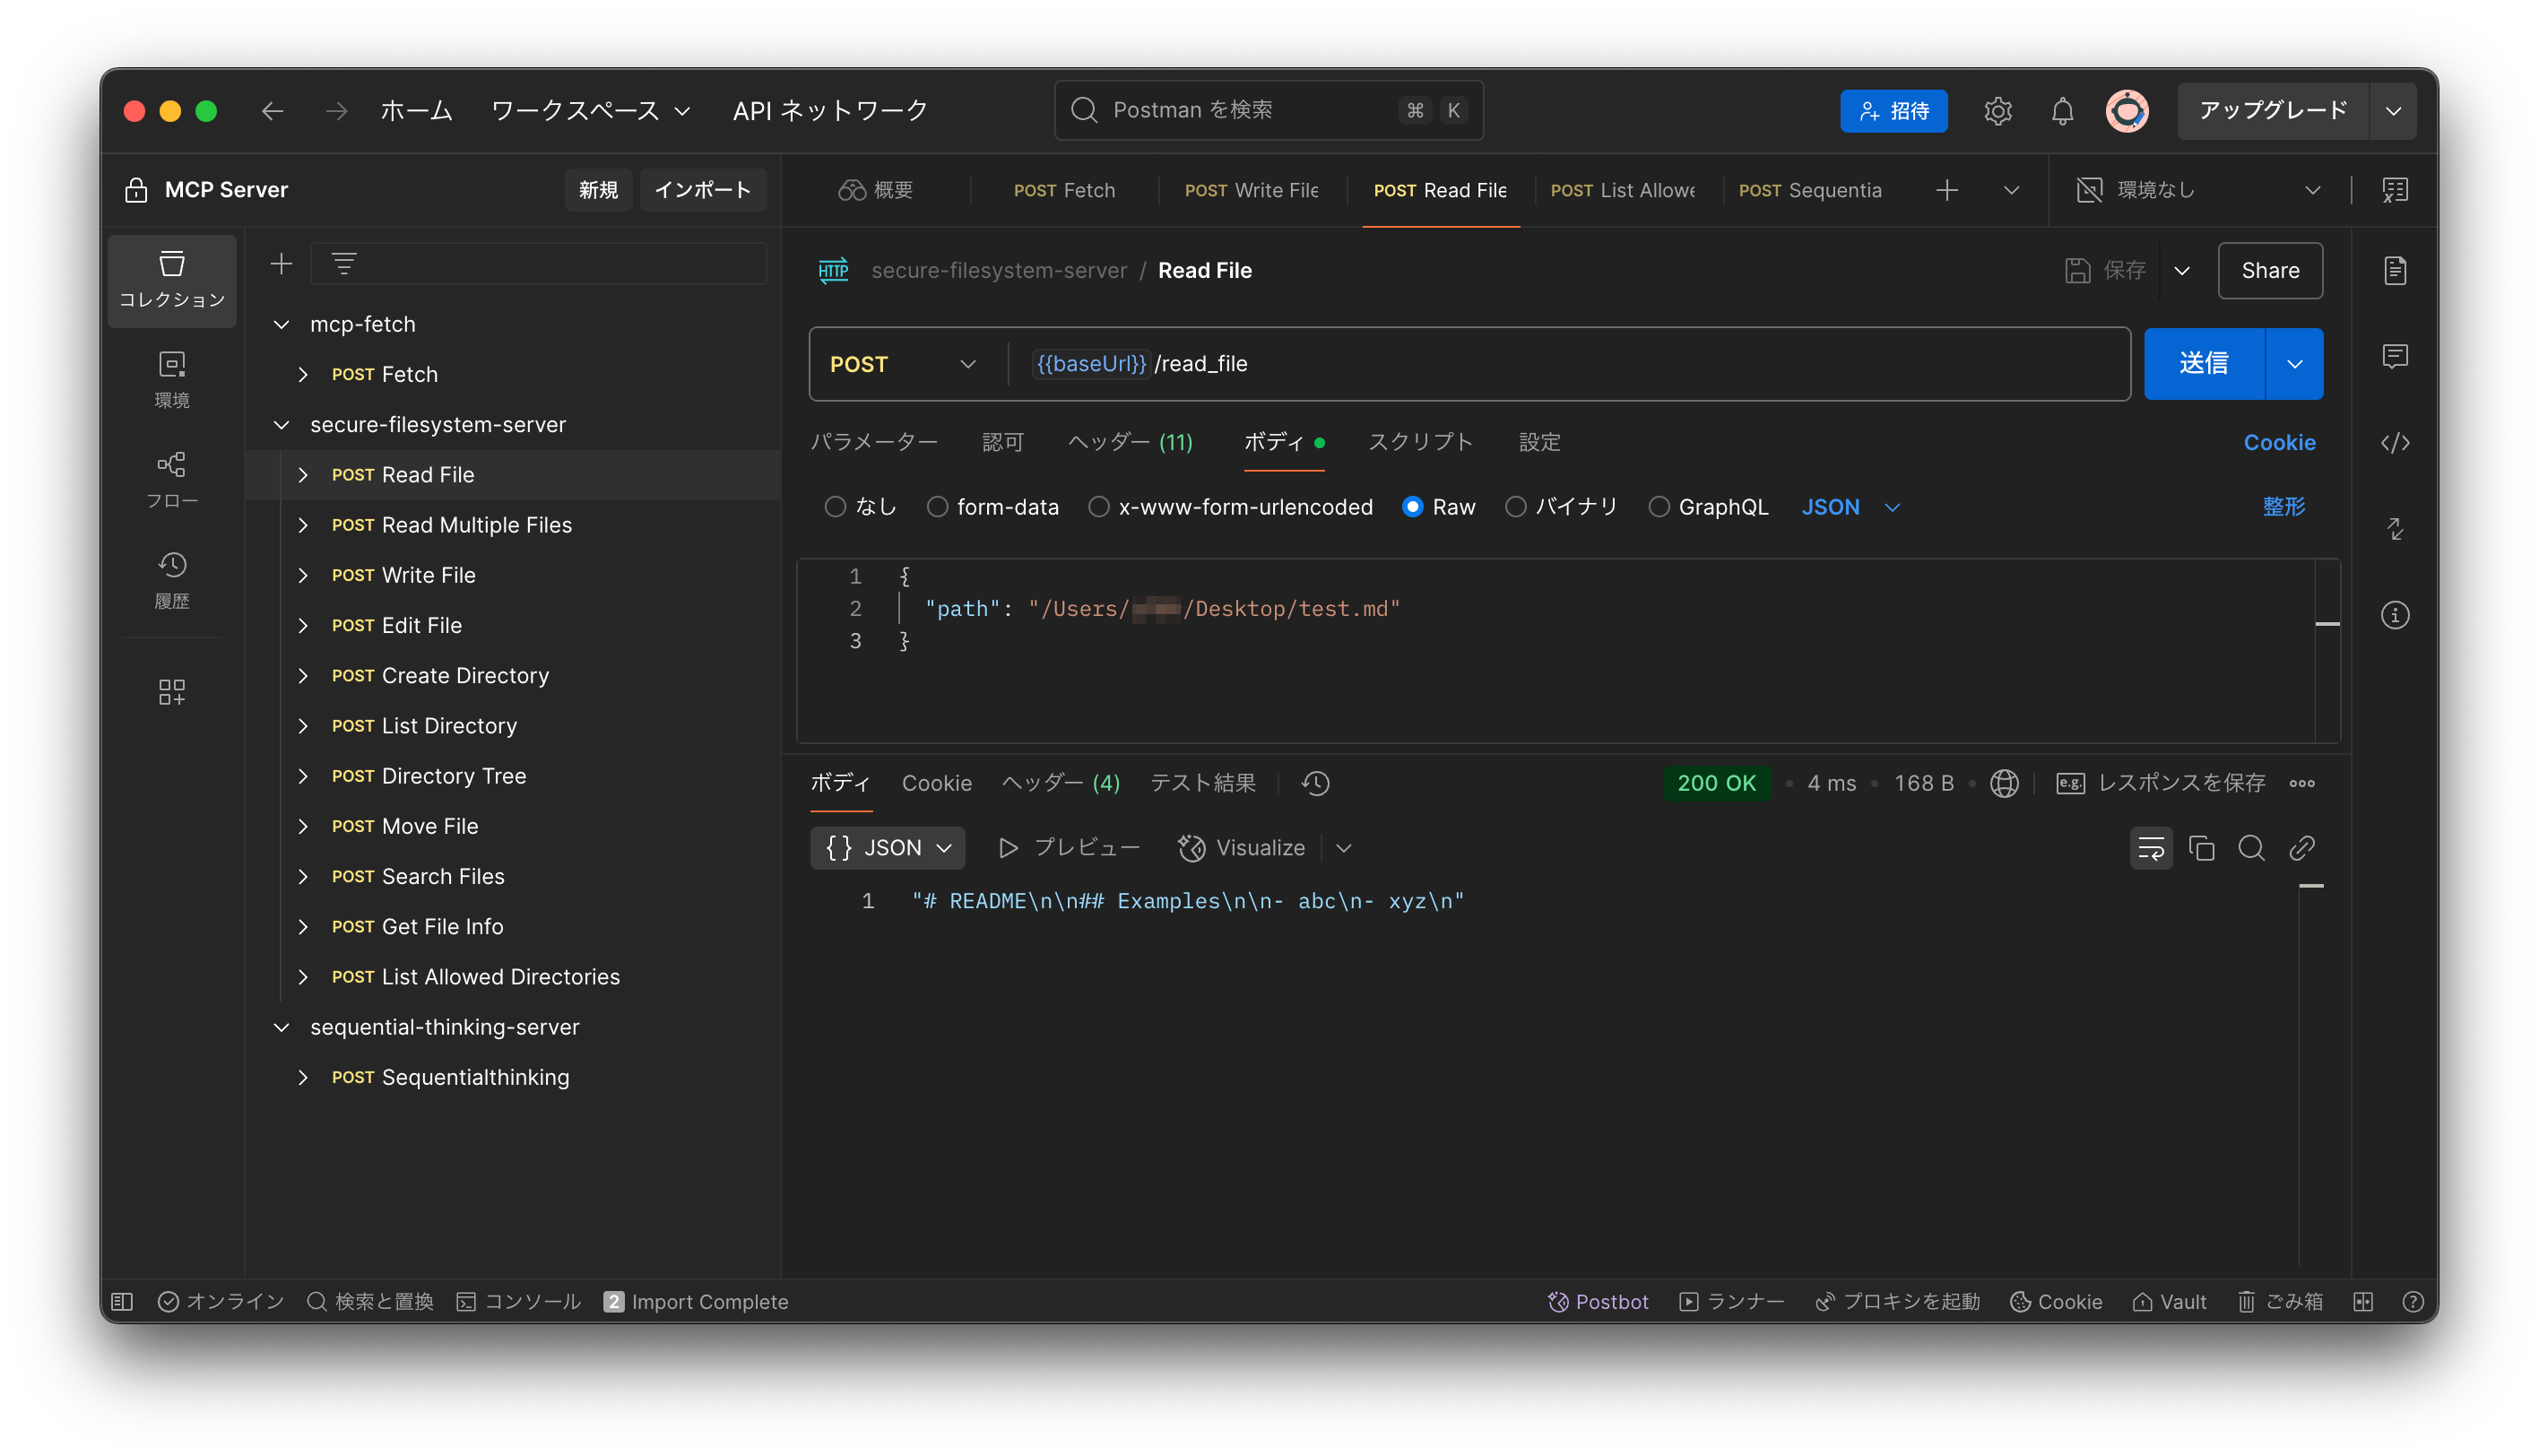 ホーム ワークスペース API ネットワーク Postman を検索 ⌘ K 招待 アップグレード
MCP Server 新規 インポート
概要 POST Fetch POST Write File POST Read File POST List Allowe POST Sequentia 環境なし
コレクション
環境
フロー
履歴
mcp-fetch
POST Fetch
secure-filesystem-server
POST Read File
POST Read Multiple Files
POST Write File
POST Edit File
POST Create Directory
POST List Directory
POST Directory Tree
POST Move File
POST Search Files
POST Get File Info
POST List Allowed Directories
sequential-thinking-server
POST Sequentialthinking
HTTP secure-filesystem-server / Read File 保存 Share
POST {{baseUrl}}/read_file 送信
パラメーター 認可 ヘッダー (11) ボディ スクリプト 設定 Cookie
なし form-data x-www-form-urlencoded Raw バイナリ GraphQL JSON 整形
1 {
2 "path": "/Users/ /Desktop/test.md"
3 }
ボディ Cookie ヘッダー (4) テスト結果 200 OK • 4 ms • 168 B • e.g. レスポンスを保存
{} JSON プレビュー Visualize
1 "# README\n\n## Examples\n\n- abc\n- xyz\n"
オンライン 検索と置換 コンソール 2 Import Complete Postbot ランナー プロキシを起動 Cookie Vault ごみ箱